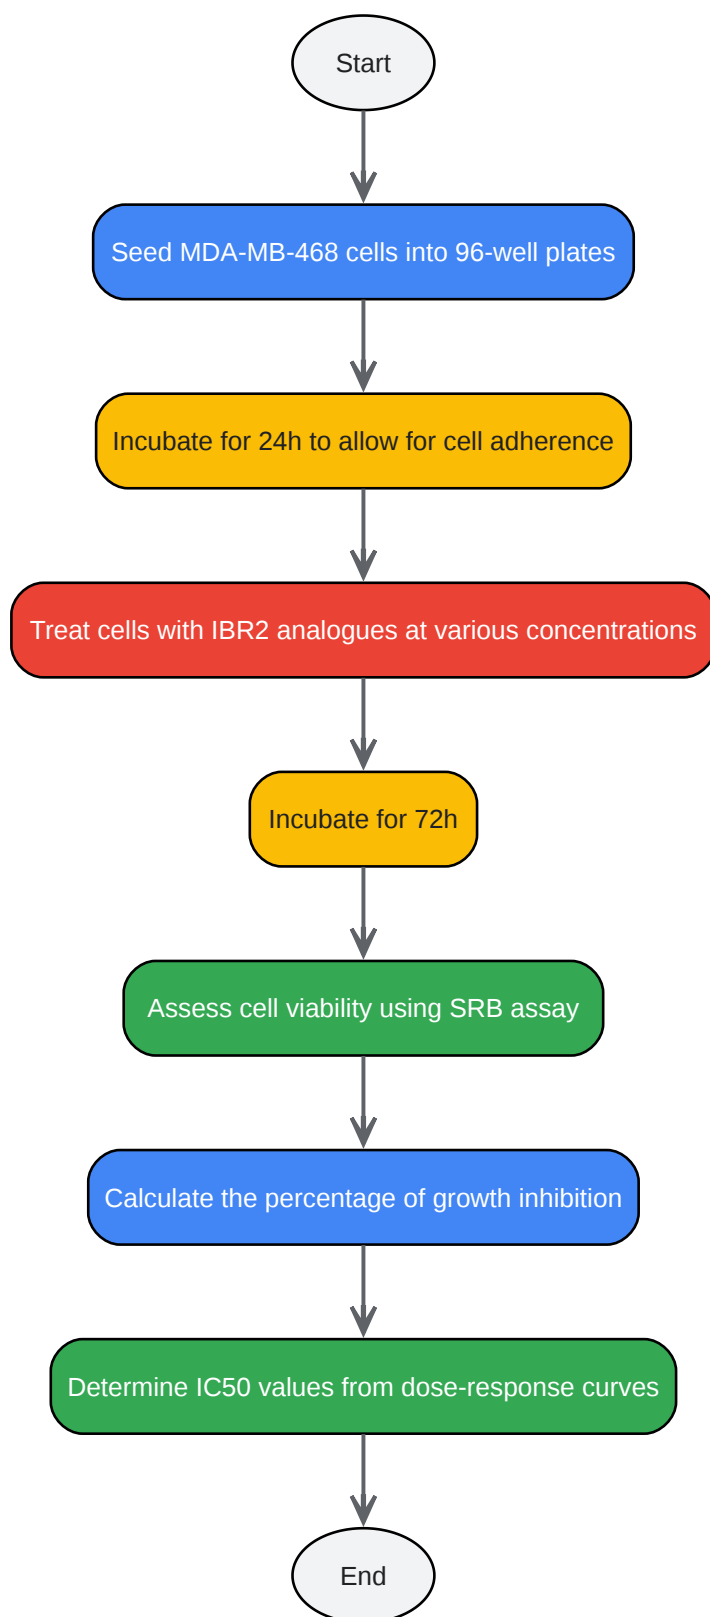 Start
Seed MDA-MB-468 cells into 96-well plates
Incubate for 24h to allow for cell adherence
Treat cells with IBR2 analogues at various concentrations
Incubate for 72h
Assess cell viability using SRB assay
Calculate the percentage of growth inhibition
Determine IC50 values from dose-response curves
End